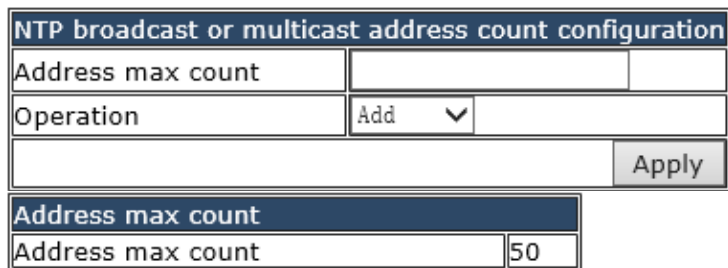 NTP broadcast or multicast address count configuration
Address max count
Operation Add
Apply
Address max count
Address max count 50